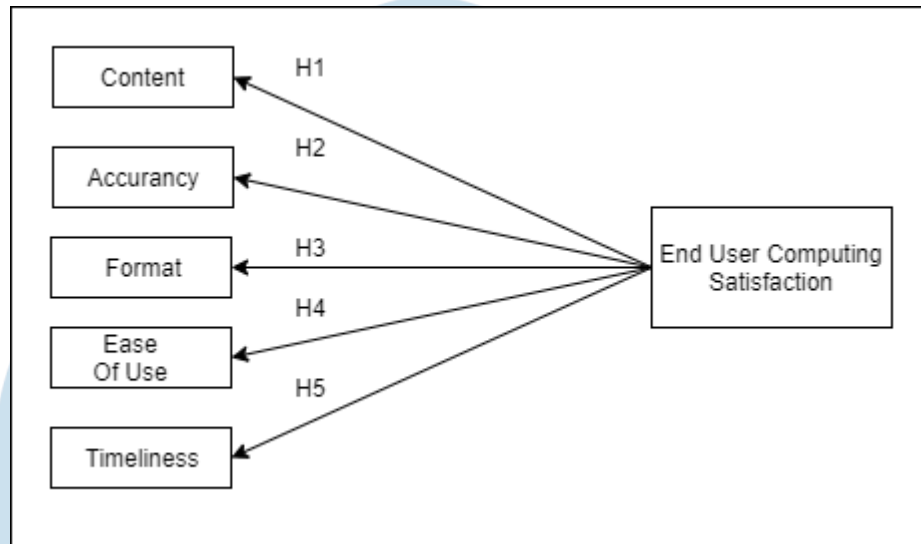 Content
H1
Accurancy
H2
Format
H3
Ease
Of Use
H4
Timeliness
H5
End User Computing
Satisfaction